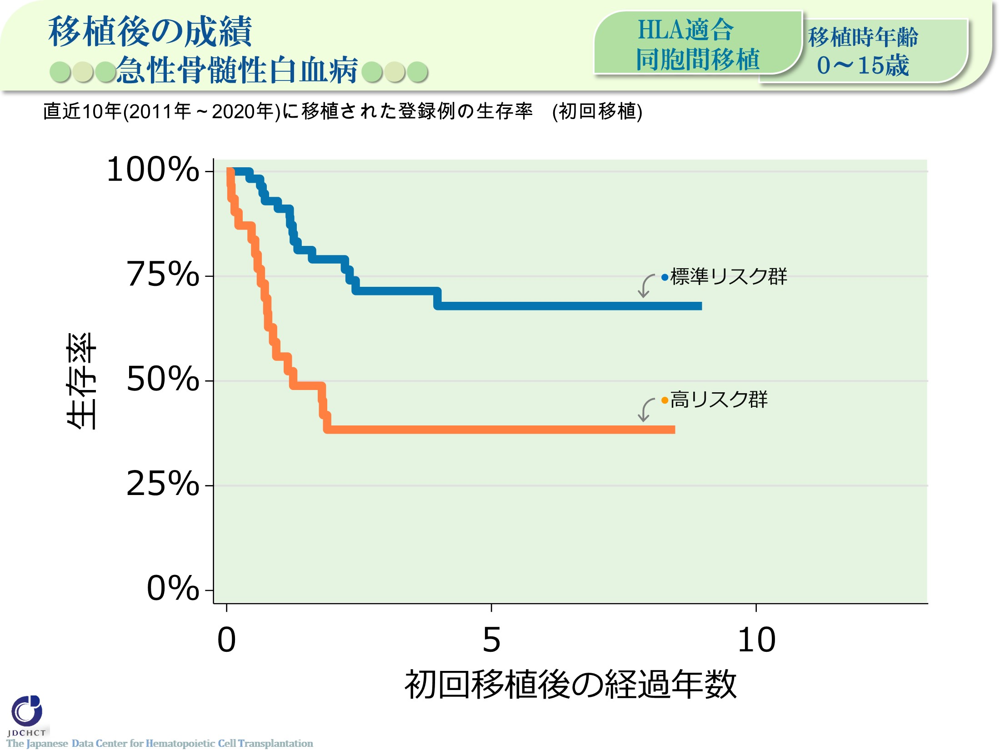 移植後の成績
急性骨髄性白血病
HLA適合
同胞間移植
移植時年齢
0～15歳
直近10年(2011年～2020年)に移植された登録例の生存率　(初回移植)
100%
75%
50%
25%
0%
生存率
•標準リスク群
•高リスク群
0 5 10
初回移植後の経過年数
JDCHCT
The Japanese Data Center for Hematopoietic Cell Transplantation